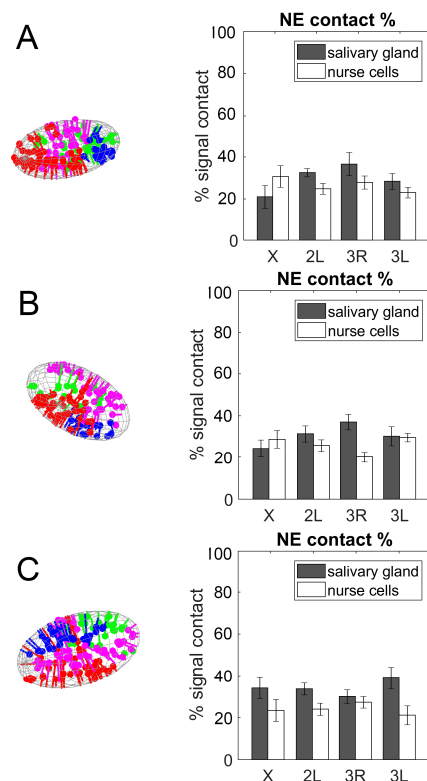 A
NE contact %
salivary gland
nurse cells
% signal contact
100
80
60
40
20
0
X 2L 3R 3L
B
NE contact %
salivary gland
nurse cells
% signal contact
100
80
60
40
20
0
X 2L 3R 3L
C
NE contact %
salivary gland
nurse cells
% signal contact
100
80
60
40
20
0
X 2L 3R 3L